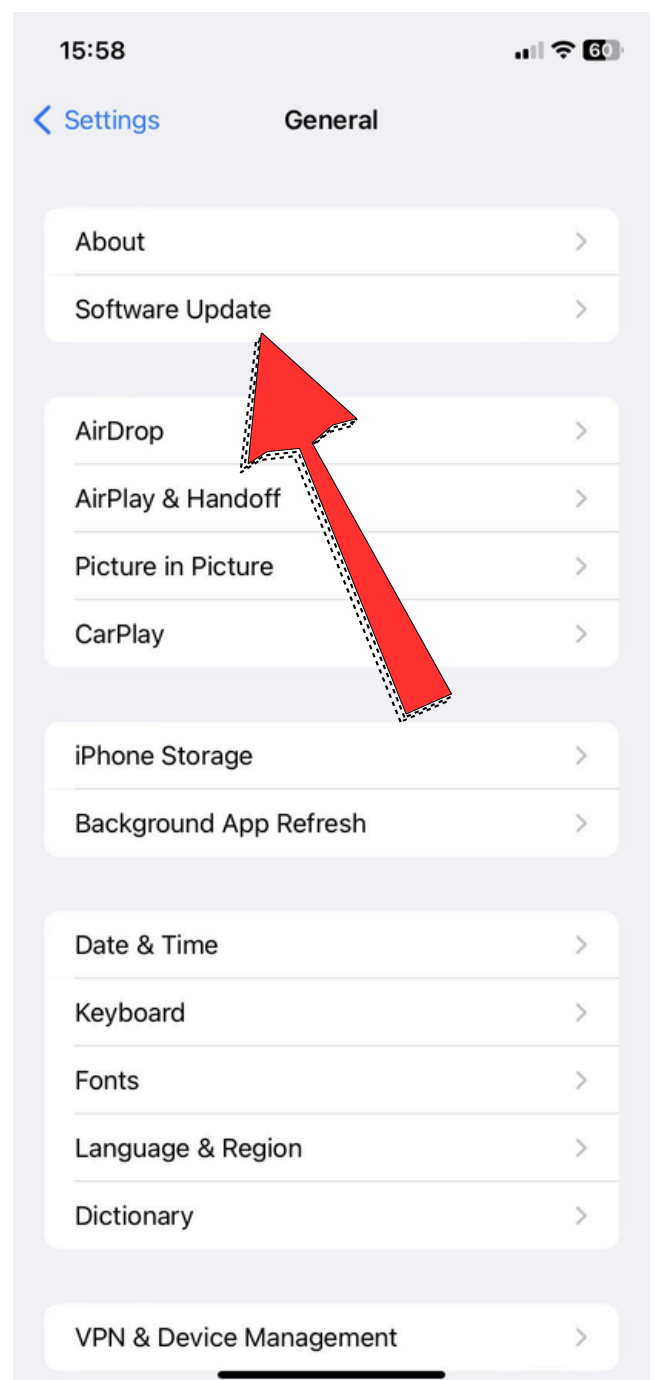 15:58
60
Settings
General
About
Software Update
AirDrop
AirPlay & Handoff
Picture in Picture
CarPlay
iPhone Storage
Background App Refresh
Date & Time
Keyboard
Fonts
Language & Region
Dictionary
VPN & Device Management